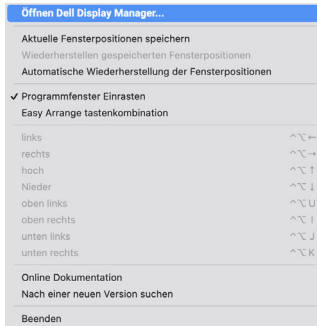 Öffnen Dell Display Manager...
Aktuelle Fensterpositionen speichern
Wiederherstellen gespeicherten Fensterpositionen
Automatische Wiederherstellung der Fensterpositionen
✓ Programmfenster Einrasten
Easy Arrange tastenkombination
links ^⌥←
rechts ^⌥→
hoch ^⌥↑
Nieder ^⌥↓
oben links ^⌥U
oben rechts ^⌥I
unten links ^⌥J
unten rechts ^⌥K
Online Dokumentation
Nach einer neuen Version suchen
Beenden